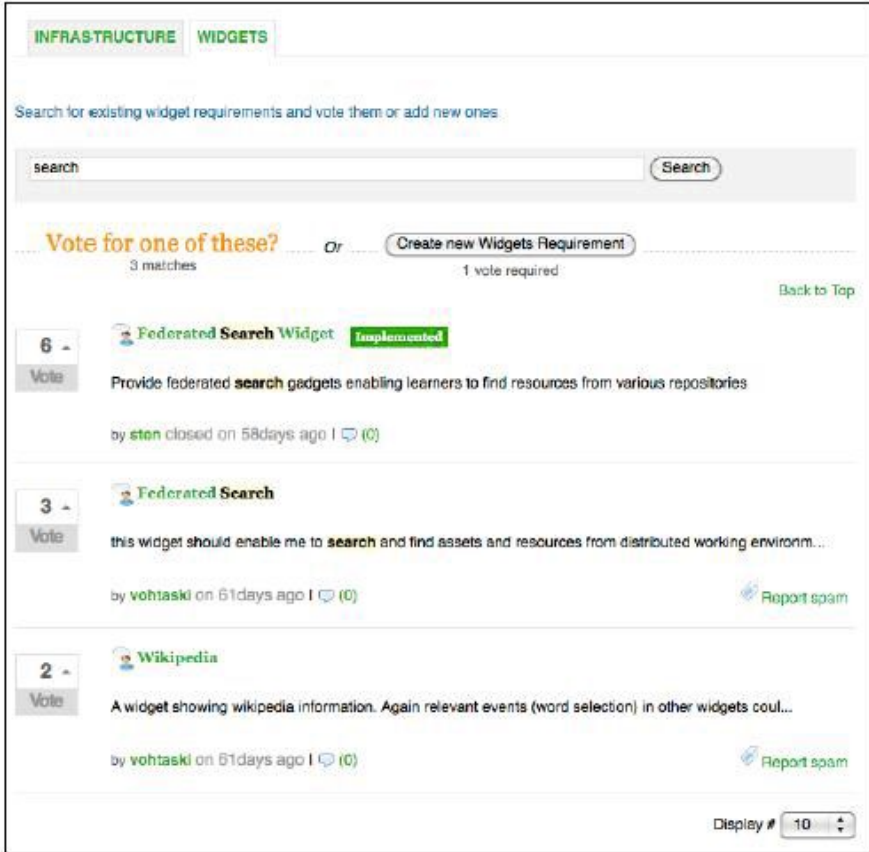 INFRASTRUCTURE WIDGETS
Search for existing widget requirements and vote them or add new ones
search Search
Vote for one of these? Or Create new Widgets Requirement
3 matches 1 vote required
Back to Top
6 Federated Search Widget Implemented
Vote
Provide federated search gadgets enabling learners to find resources from various repositories
by sten closed on 58days ago | (0)
3 Federated Search
Vote
this widget should enable me to search and find assets and resources from distributed working environm...
by vohtaski on 61days ago | (0) Report spam
2 Wikipedia
Vote
A widget showing wikipedia information. Again relevant events (word selection) in other widgets coul...
by vohtaski on 61days ago | (0) Report spam
Display # 10